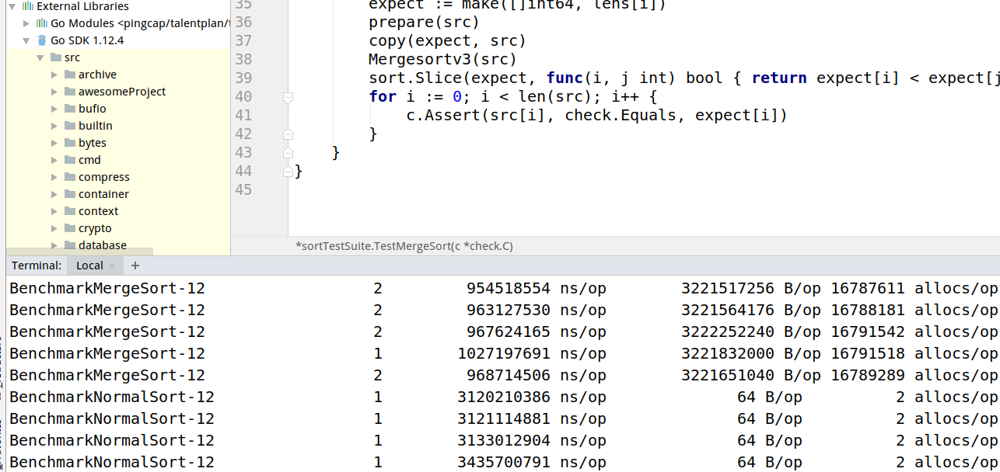 External Libraries
Go Modules <pingcap/talentplan/
Go SDK 1.12.4
src
archive
awesomeProject
bufio
builtin
bytes
cmd
compress
container
context
crypto
database
35 expect := make([]int64, lens[i])
36 prepare(src)
37 copy(expect, src)
38 Mergesortv3(src)
39 sort.Slice(expect, func(i, j int) bool { return expect[i] < expect[j
40 for i := 0; i < len(src); i++ {
41 c.Assert(src[i], check.Equals, expect[i])
42 }
43 }
44 }
45
*sortTestSuite.TestMergeSort(c *check.C)
Terminal: Local × +
BenchmarkMergeSort-12 2 954518554 ns/op 3221517256 B/op 16787611 allocs/op
BenchmarkMergeSort-12 2 963127530 ns/op 3221564176 B/op 16788181 allocs/op
BenchmarkMergeSort-12 2 967624165 ns/op 3222252240 B/op 16791542 allocs/op
BenchmarkMergeSort-12 1 1027197691 ns/op 3221832000 B/op 16791518 allocs/op
BenchmarkMergeSort-12 2 968714506 ns/op 3221651040 B/op 16789289 allocs/op
BenchmarkNormalSort-12 1 3120210386 ns/op 64 B/op 2 allocs/op
BenchmarkNormalSort-12 1 3121114881 ns/op 64 B/op 2 allocs/op
BenchmarkNormalSort-12 1 3133012904 ns/op 64 B/op 2 allocs/op
BenchmarkNormalSort-12 1 3435700791 ns/op 64 B/op 2 allocs/op